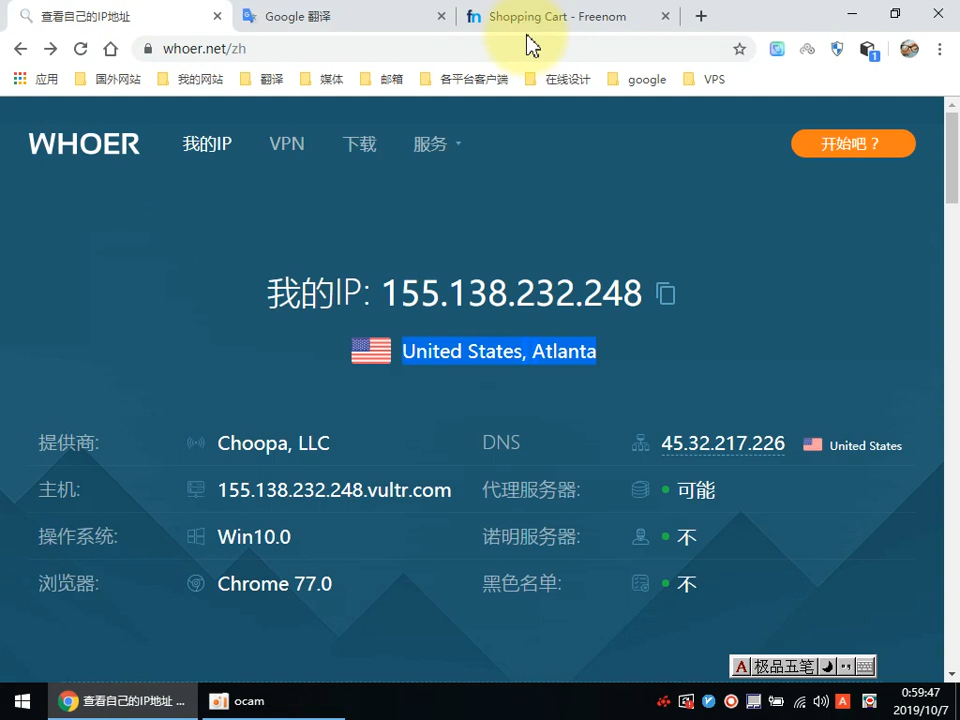 查看自己的IP地址
Google 翻译
fn Shopping Cart - Freenom
whoer.net/zh
1
应用 国外网站 我的网站 翻译 媒体 邮箱 各平台客户端 在线设计 google VPS
WHOER 我的IP VPN 下载 服务 开始吧 ?
我的IP: 155.138.232.248
United States, Atlanta
提供商: Choopa, LLC DNS 45.32.217.226 United States
主机: 155.138.232.248.vultr.com 代理服务器: 可能
操作系统: Win10.0 诺明服务器: 不
浏览器: Chrome 77.0 黑色名单: 不
A 极品五笔
查看自己的IP地址 ... ocam A 0:59:47
2019/10/7